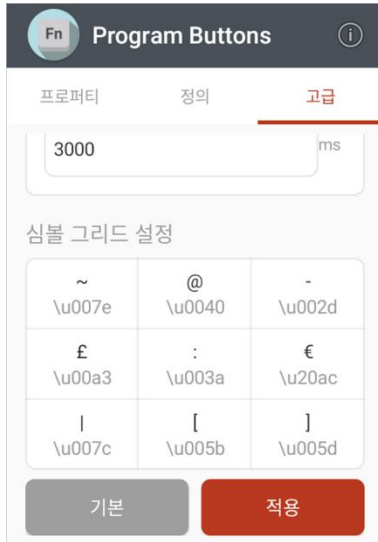 Fn Program Buttons i
프로퍼티 정의 고급
3000 ms
심볼 그리드 설정
~ @ -
\u007e \u0040 \u002d
£ : €
\u00a3 \u003a \u20ac
| [ ]
\u007c \u005b \u005d
기본 적용